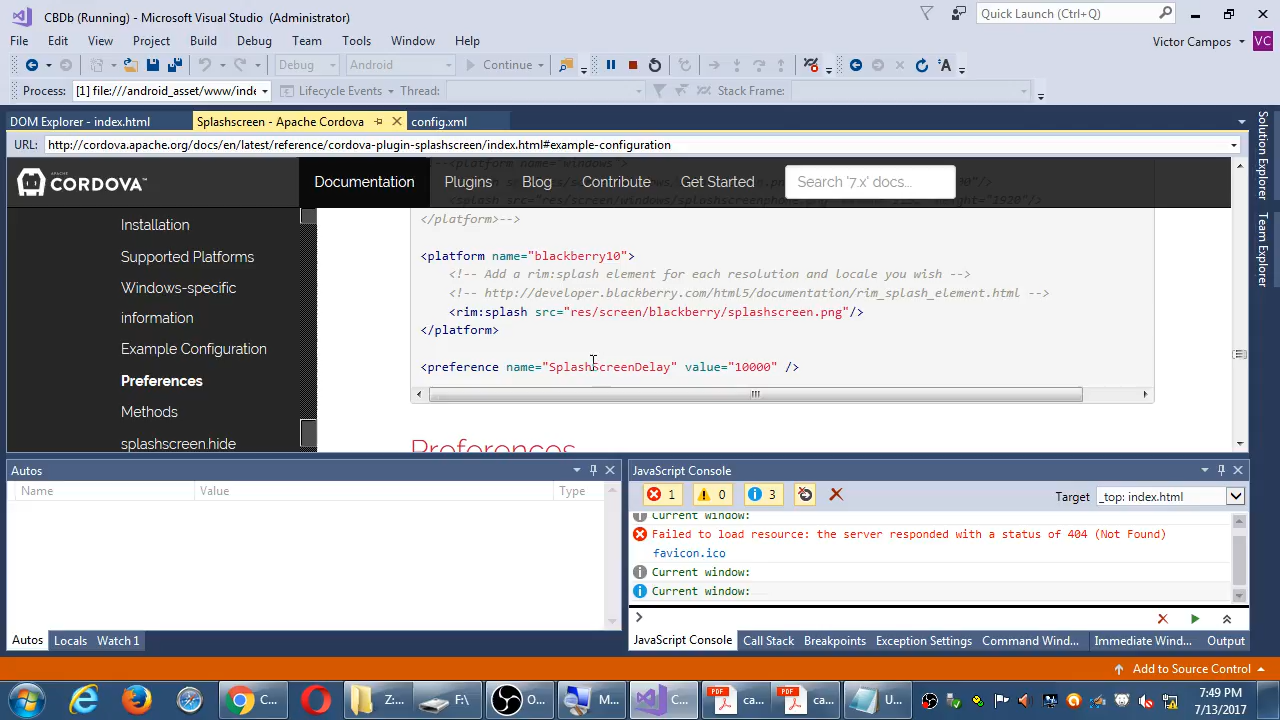 CBDb (Running) - Microsoft Visual Studio (Administrator)
Quick Launch (Ctrl+Q)
File Edit View Project Build Debug Team Tools Window Help
Victor Campos VC
Debug Android Continue
Process: [1] file:///android_asset/www/inde Lifecycle Events Thread: Stack Frame:
DOM Explorer - index.html Splashscreen - Apache Cordova config.xml
URL: http://cordova.apache.org/docs/en/latest/reference/cordova-plugin-splashscreen/index.html#example-configuration
APACHE CORDOVA™ Documentation Plugins Blog Contribute Get Started Search '7.x' docs...
Installation
Supported Platforms
Windows-specific
information
Example Configuration
Preferences
Methods
splashscreen.hide
</platform>-->
<platform name="blackberry10">
<!-- Add a rim:splash element for each resolution and locale you wish -->
<!-- http://developer.blackberry.com/html5/documentation/rim_splash_element.html -->
<rim:splash src="res/screen/blackberry/splashscreen.png"/>
</platform>
<preference name="SplashScreenDelay" value="10000" />
Preferences
Solution Explorer
Team Explorer
Autos
Name Value Type
Autos Locals Watch 1
JavaScript Console
1 0 3 Target _top: index.html
Current window:
Failed to load resource: the server responded with a status of 404 (Not Found)
favicon.ico
Current window:
Current window:
JavaScript Console Call Stack Breakpoints Exception Settings Command Wind... Immediate Wind... Output
Add to Source Control
C... Z:... F:\ O... M... C... PDF ca... PDF ca... U...
7:49 PM
7/13/2017